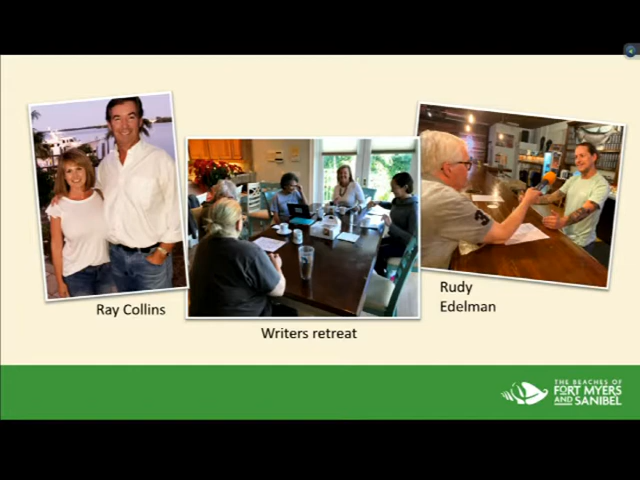 Ray Collins
Writers retreat
Rudy
Edelman
THE BEACHES OF
FORT MYERS
AND SANIBEL